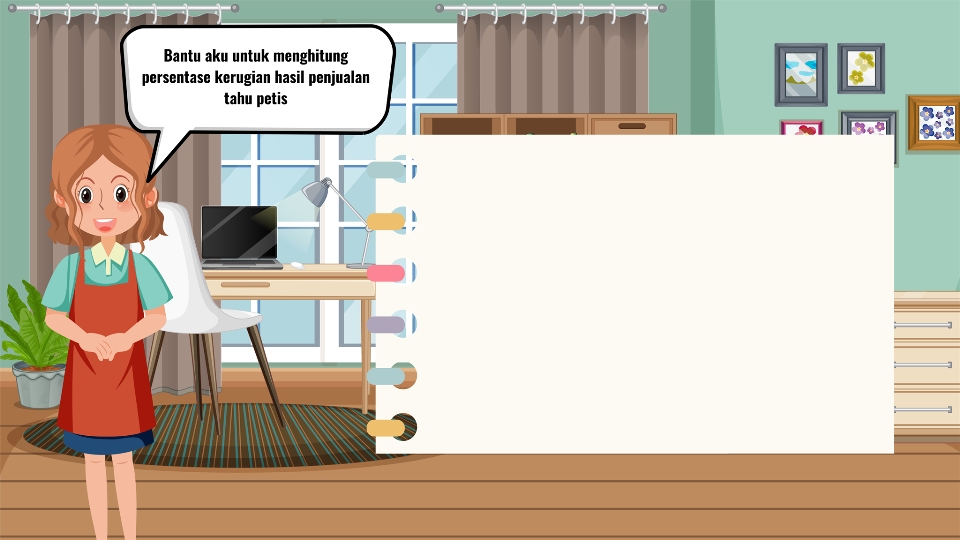 Bantu aku untuk menghitung
persentase kerugian hasil penjualan
tahu petis